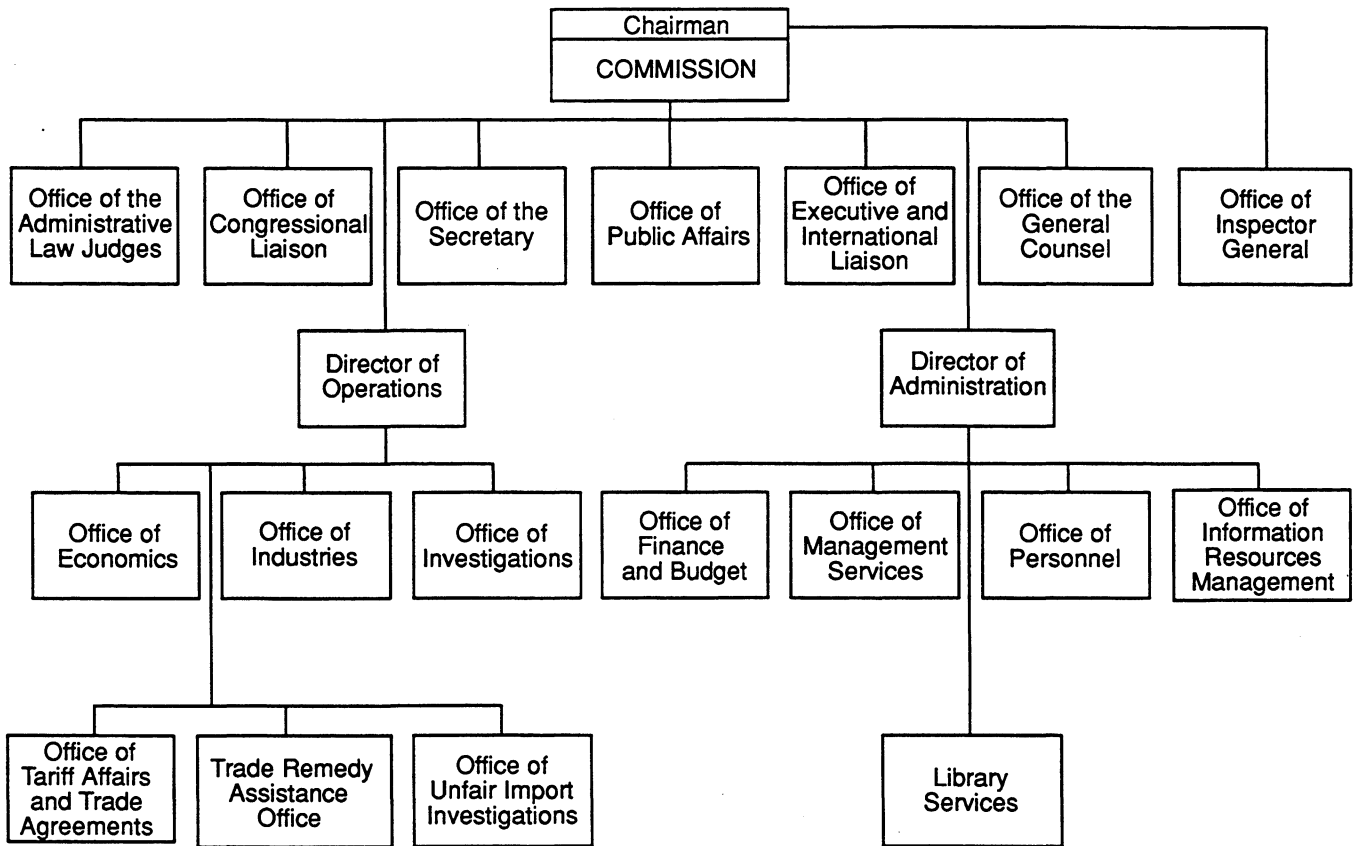 Chairman
COMMISSION
Office of the
Administrative
Law Judges
Office of
Congressional
Liaison
Office of the
Secretary
Office of
Public Affairs
Office of
Executive and
International
Liaison
Office of the
General
Counsel
Office of
Inspector
General
Director of
Operations
Director of
Administration
Office of
Economics
Office of
Industries
Office of
Investigations
Office of
Finance
and Budget
Office of
Management
Services
Office of
Personnel
Office of
Information
Resources
Management
Office of
Tariff Affairs
and Trade
Agreements
Trade Remedy
Assistance
Office
Office of
Unfair Import
Investigations
Library
Services